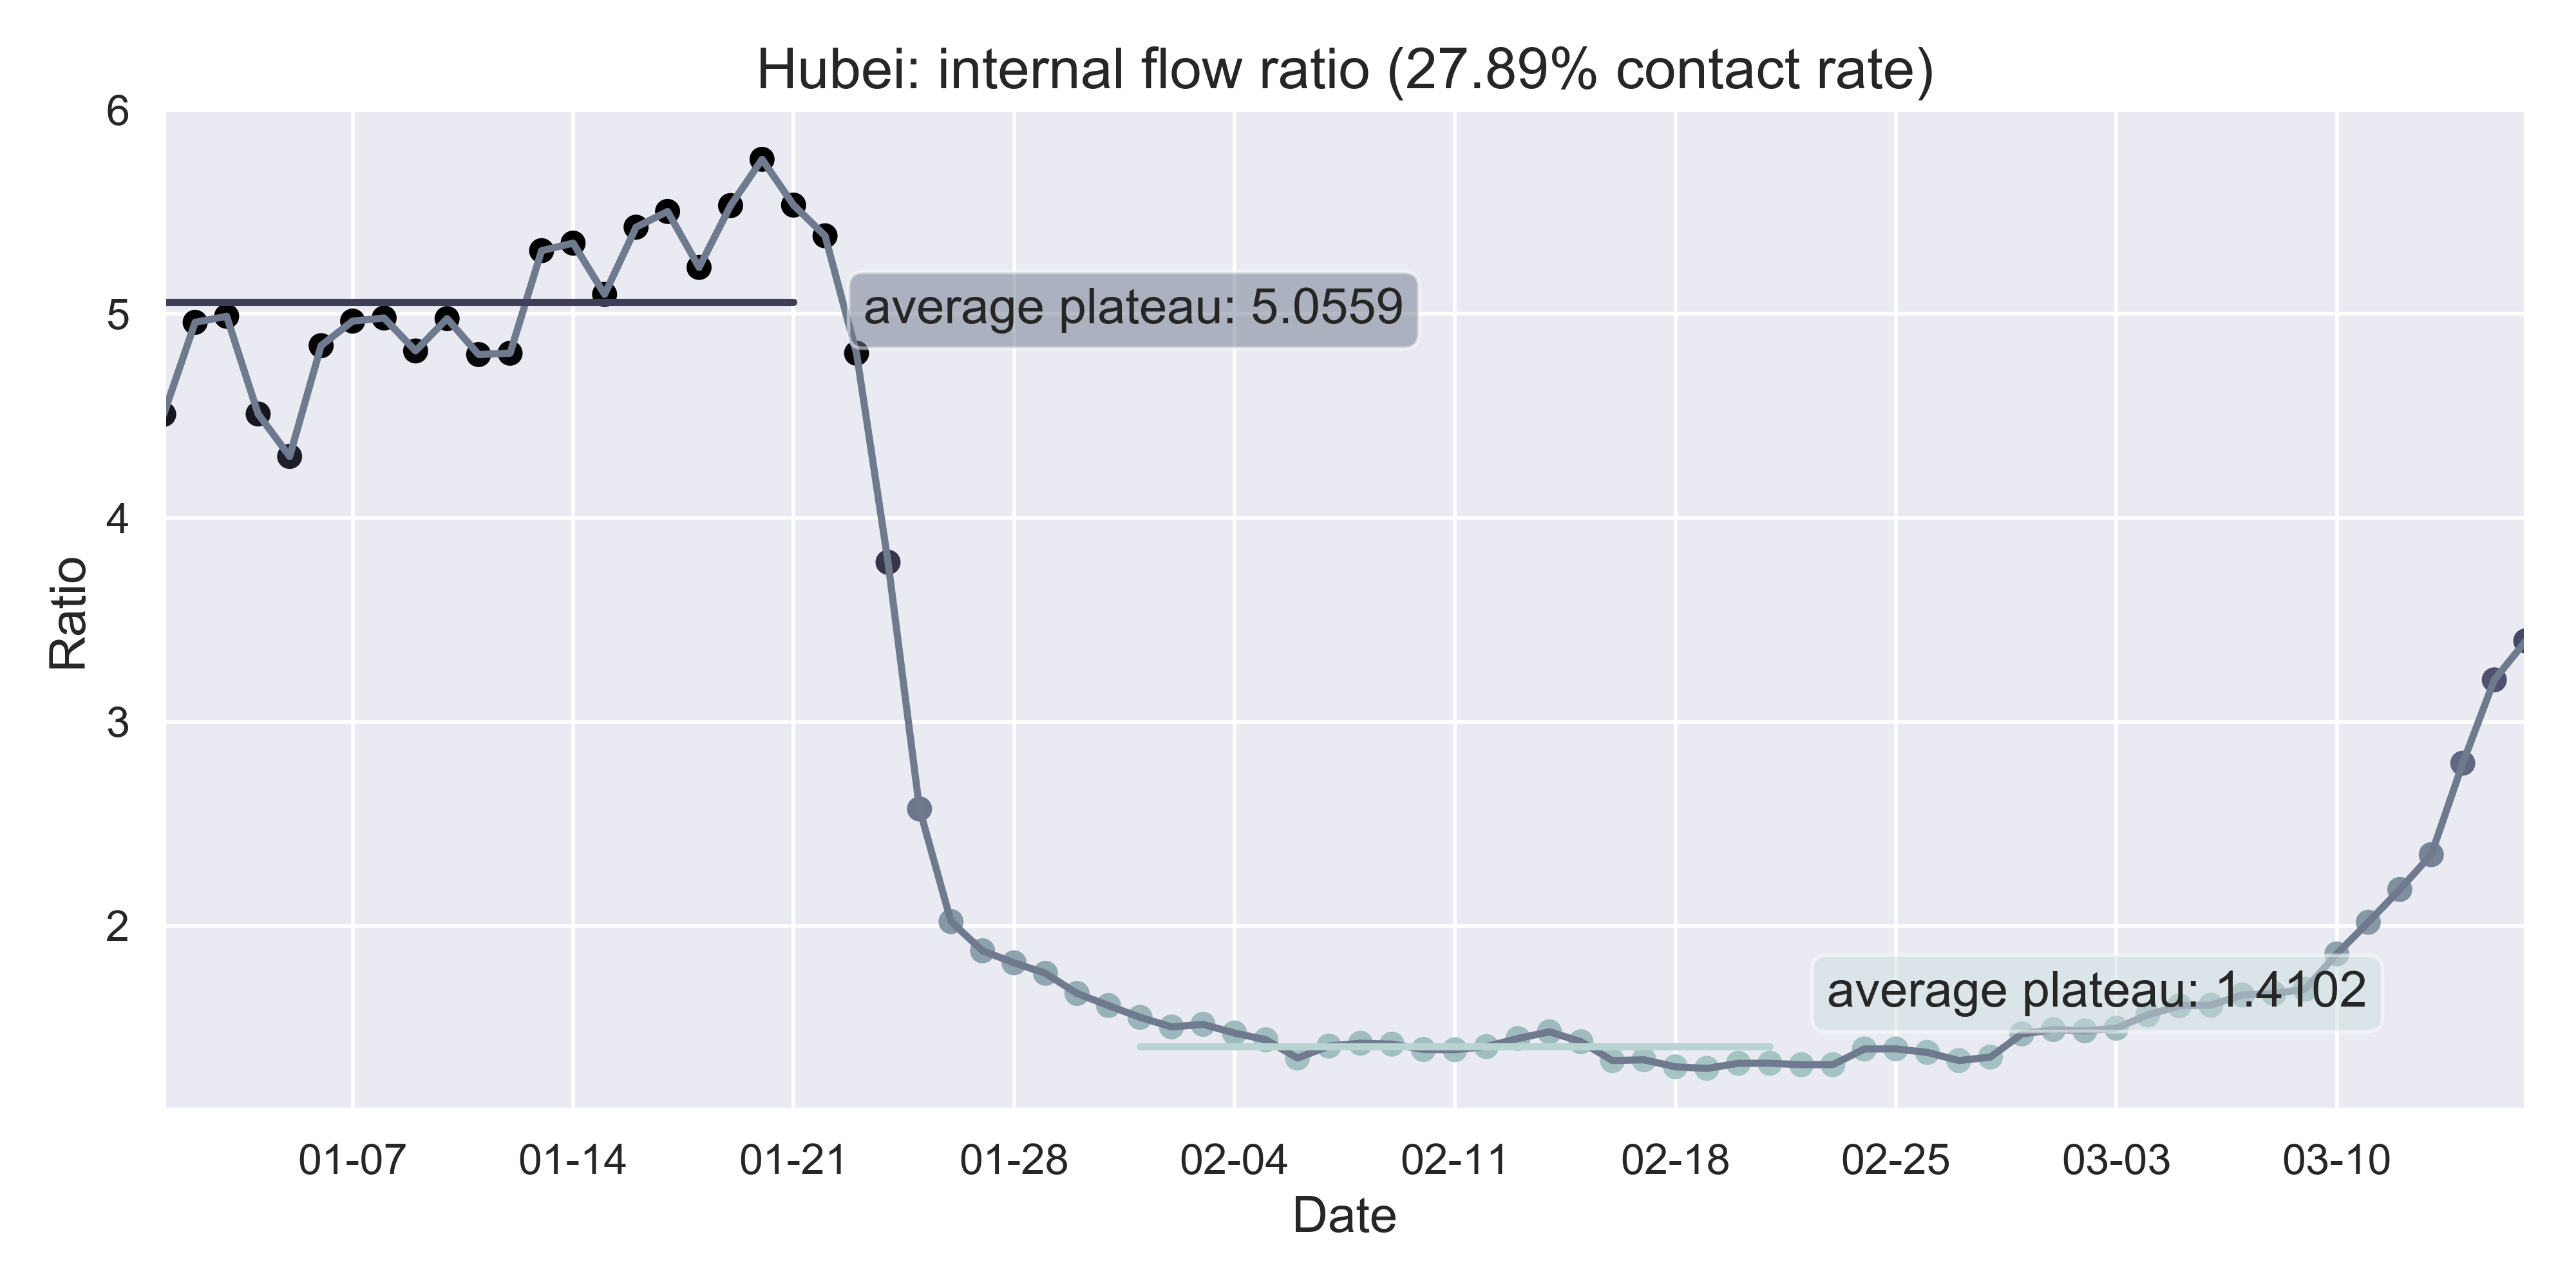 Hubei: internal flow ratio (27.89% contact rate)
6
5
4
3
2
Ratio
average plateau: 5.0559
average plateau: 1.4102
01-07 01-14 01-21 01-28 02-04 02-11 02-18 02-25 03-03 03-10
Date